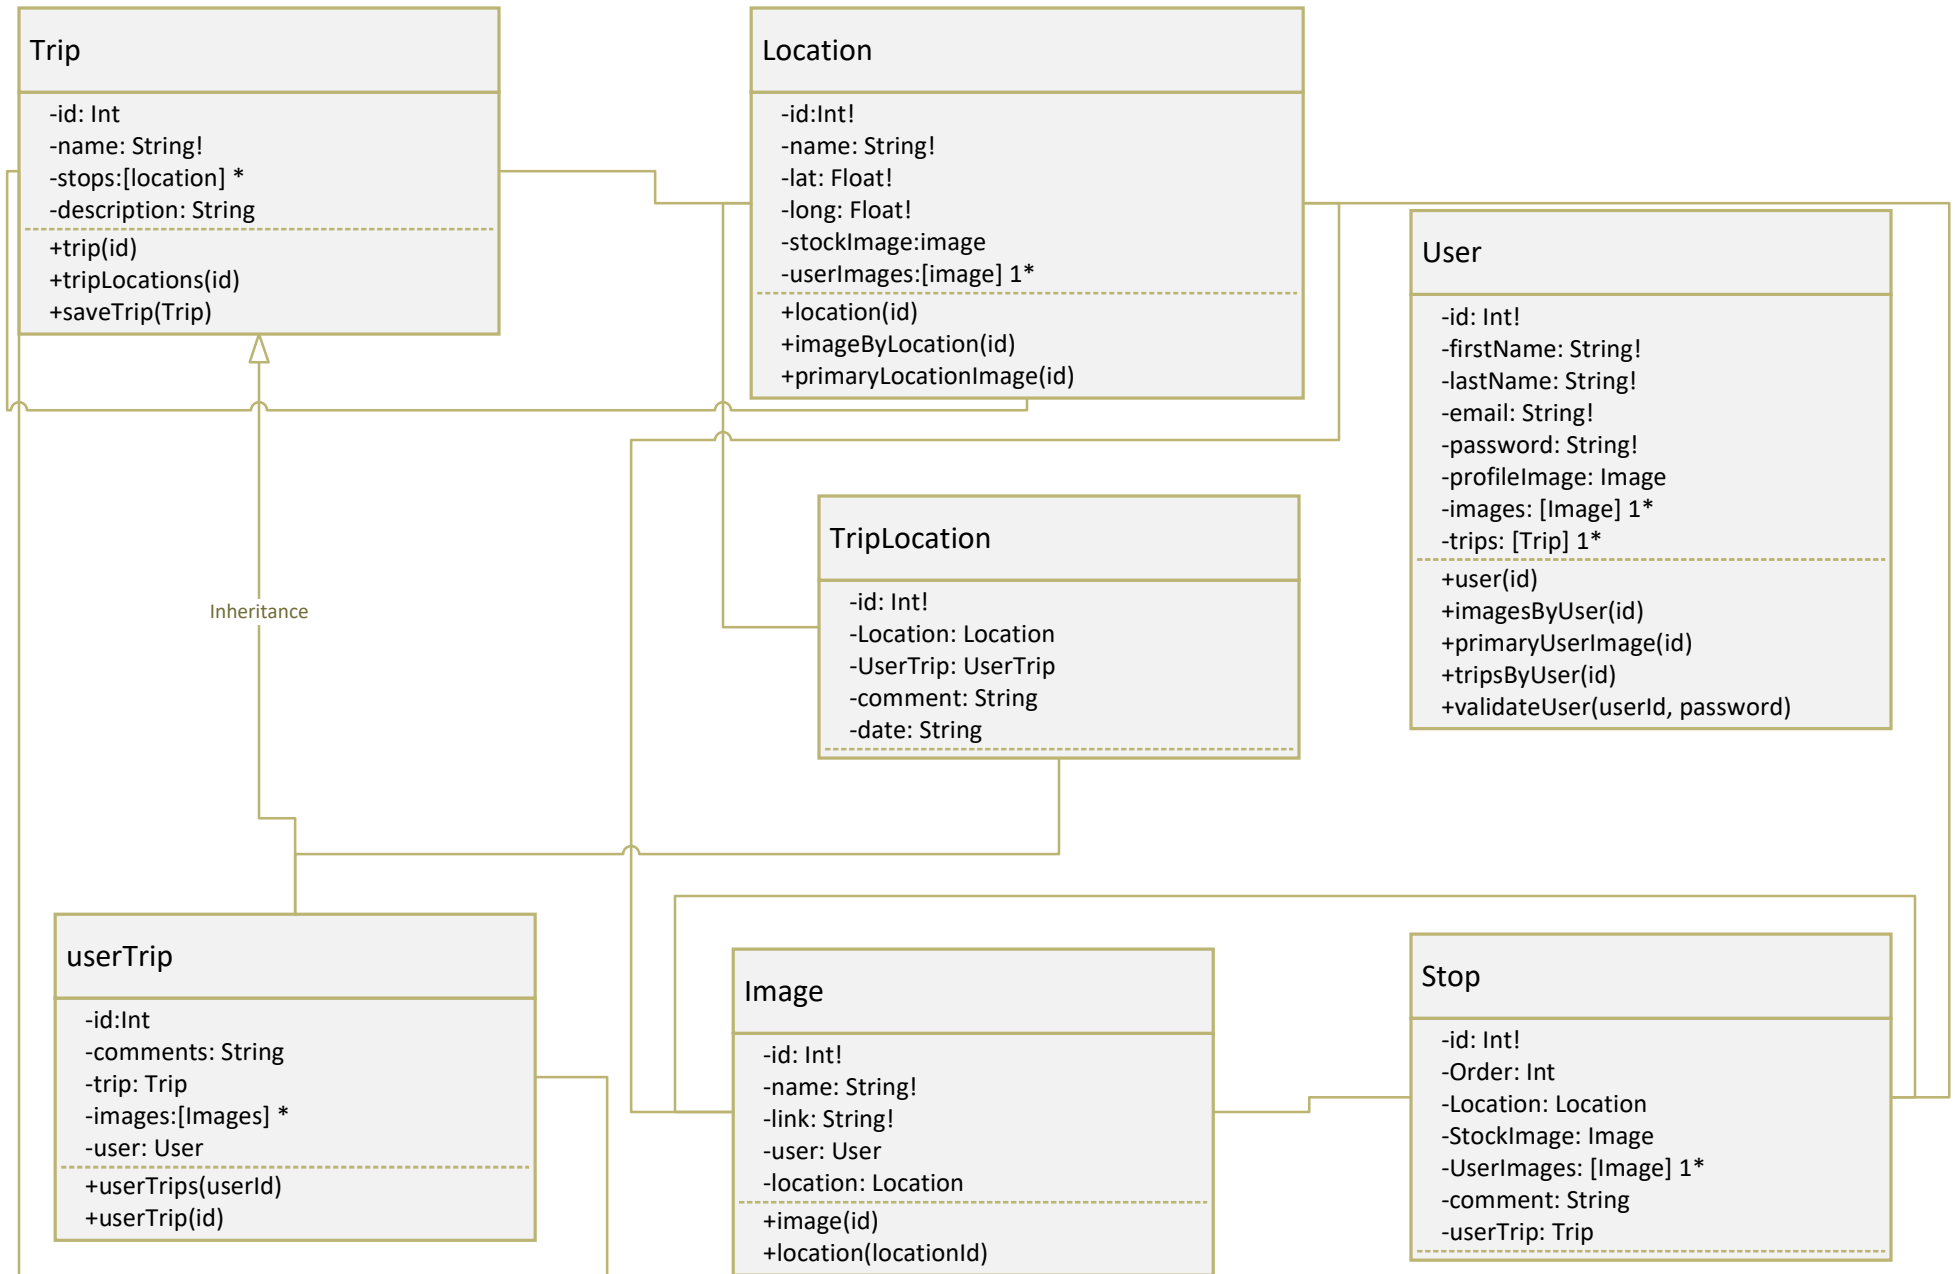 Trip
-id: Int
-name: String!
-stops:[location] *
-description: String
+trip(id)
+tripLocations(id)
+saveTrip(Trip)
Location
-id:Int!
-name: String!
-lat: Float!
-long: Float!
-stockImage:image
-userImages:[image] 1*
+location(id)
+imageByLocation(id)
+primaryLocationImage(id)
User
-id: Int!
-firstName: String!
-lastName: String!
-email: String!
-password: String!
-profileImage: Image
-images: [Image] 1*
-trips: [Trip] 1*
+user(id)
+imagesByUser(id)
+primaryUserImage(id)
+tripsByUser(id)
+validateUser(userId, password)
TripLocation
-id: Int!
-Location: Location
-UserTrip: UserTrip
-comment: String
-date: String
Inheritance
userTrip
-id:Int
-comments: String
-trip: Trip
-images:[Images] *
-user: User
+userTrips(userId)
+userTrip(id)
Image
-id: Int!
-name: String!
-link: String!
-user: User
-location: Location
+image(id)
+location(locationId)
Stop
-id: Int!
-Order: Int
-Location: Location
-StockImage: Image
-UserImages: [Image] 1*
-comment: String
-userTrip: Trip